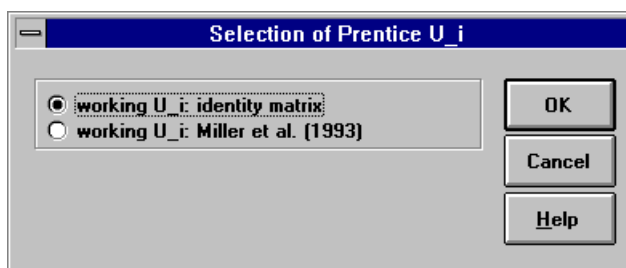 Selection of Prentice U_i
working U_i: identity matrix
working U_i: Miller et al. (1993)
OK
Cancel
Help